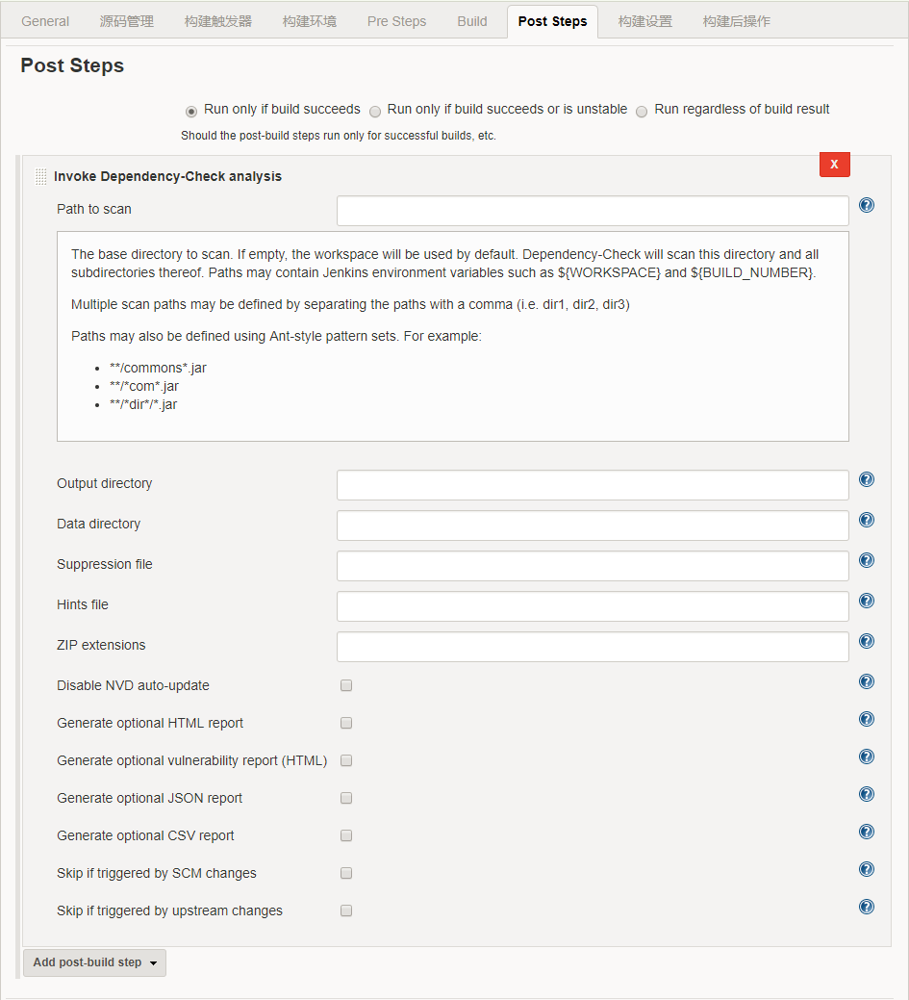 General 源码管理 构建触发器 构建环境 Pre Steps Build Post Steps 构建设置 构建后操作
Post Steps
Run only if build succeeds Run only if build succeeds or is unstable Run regardless of build result
Should the post-build steps run only for successful builds, etc.
X
Invoke Dependency-Check analysis
Path to scan
The base directory to scan. If empty, the workspace will be used by default. Dependency-Check will scan this directory and all
subdirectories thereof. Paths may contain Jenkins environment variables such as ${WORKSPACE} and ${BUILD_NUMBER}.
Multiple scan paths may be defined by separating the paths with a comma (i.e. dir1, dir2, dir3)
Paths may also be defined using Ant-style pattern sets. For example:
• **/commons*.jar
• **/*com*.jar
• **/*dir*/*.jar
Output directory
Data directory
Suppression file
Hints file
ZIP extensions
Disable NVD auto-update
Generate optional HTML report
Generate optional vulnerability report (HTML)
Generate optional JSON report
Generate optional CSV report
Skip if triggered by SCM changes
Skip if triggered by upstream changes
Add post-build step